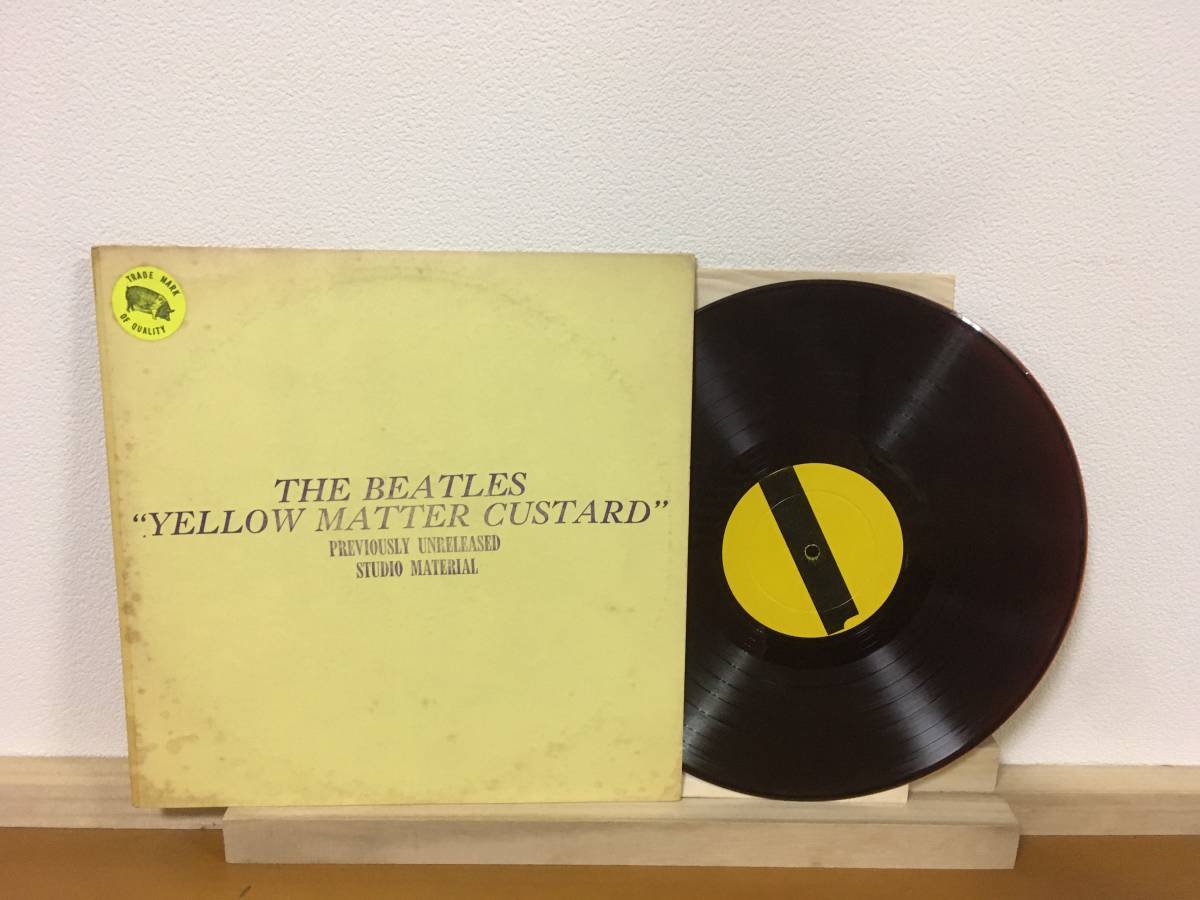 TRADE MARK
OF QUALITY
THE BEATLES
“YELLOW MATTER CUSTARD”
PREVIOUSLY UNRELEASED
STUDIO MATERIAL